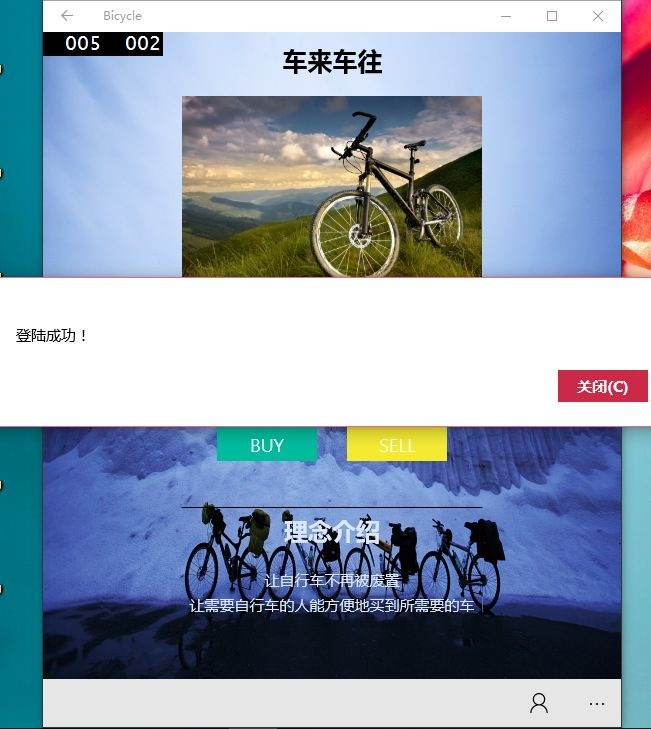 Bicycle
005 002
车来车往
登陆成功！
关闭(C)
BUY SELL
理念介绍
让自行车不再被废置
让需要自行车的人能方便地买到所需要的车